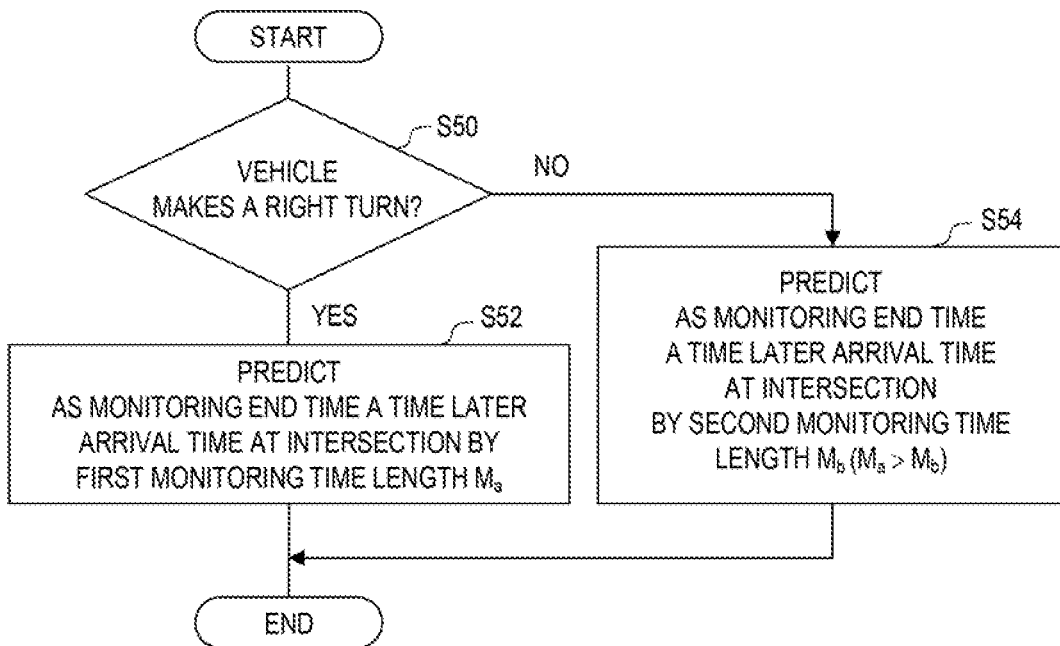 START
S50
VEHICLE
MAKES A RIGHT TURN?
NO
YES
S52
PREDICT
AS MONITORING END TIME A TIME LATER
ARRIVAL TIME AT INTERSECTION BY
FIRST MONITORING TIME LENGTH Mₐ
S54
PREDICT
AS MONITORING END TIME
A TIME LATER ARRIVAL TIME
AT INTERSECTION
BY SECOND MONITORING TIME
LENGTH M_b (Mₐ > M_b)
END